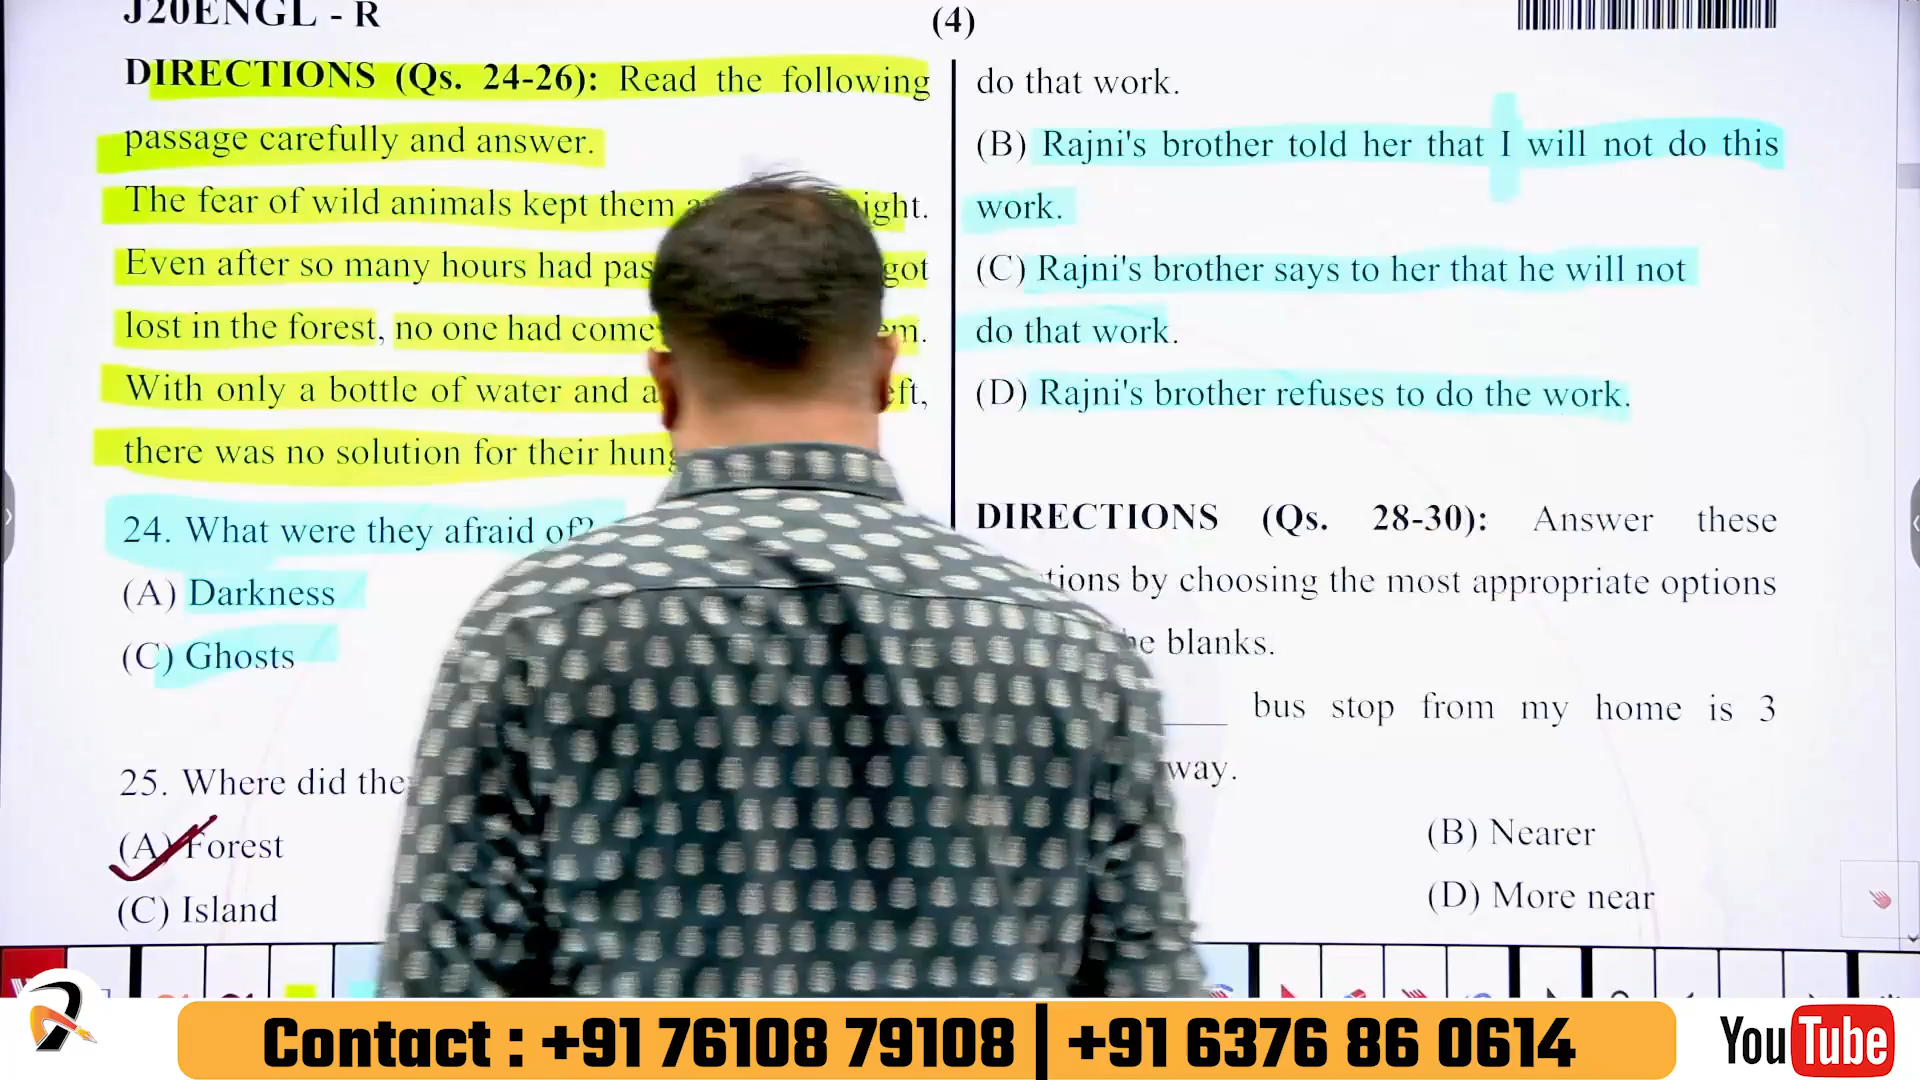 J20ENGL - R
(4)
DIRECTIONS (Qs. 24-26): Read the following
passage carefully and answer.
The fear of wild animals kept them
Even after so many hours had got
lost in the forest, no one had come
With only a bottle of water and
there was no solution for their
24. What were they afraid of?
(A) Darkness
(C) Ghosts
25. Where did
(A) Forest
(C) Island
do that work.
(B) Rajni's brother told her that I will not do this
work.
(C) Rajni's brother says to her that he will not
do that work.
(D) Rajni's brother refuses to do the work.
DIRECTIONS (Qs. 28-30): Answer these
by choosing the most appropriate options
blanks.
bus stop from my home is 3
way.
(B) Nearer
(D) More near
Contact : +91 76108 79108 | +91 6376 86 0614
YouTube